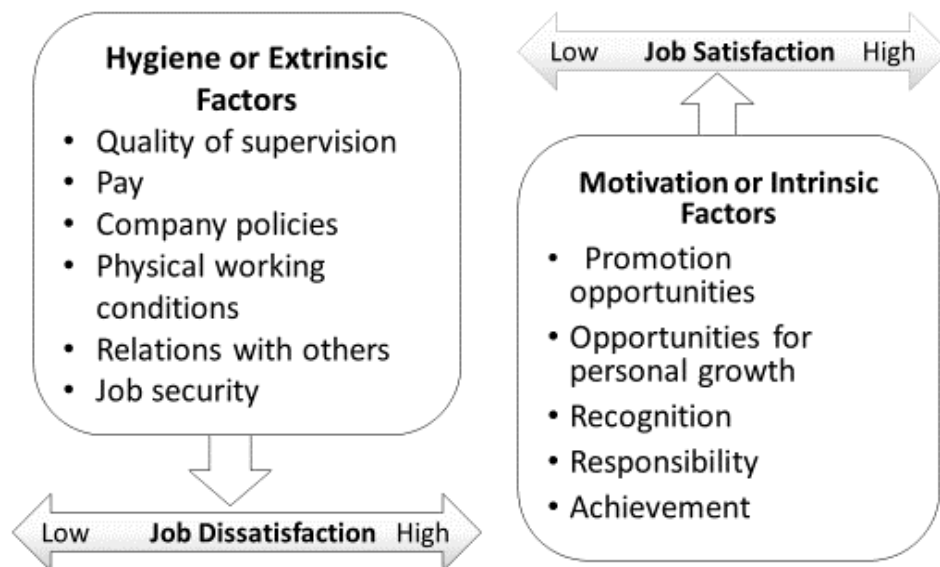 Hygiene or Extrinsic
Factors
• Quality of supervision
• Pay
• Company policies
• Physical working
conditions
• Relations with others
• Job security
Low Job Dissatisfaction High
Low Job Satisfaction High
Motivation or Intrinsic
Factors
• Promotion
opportunities
• Opportunities for
personal growth
• Recognition
• Responsibility
• Achievement